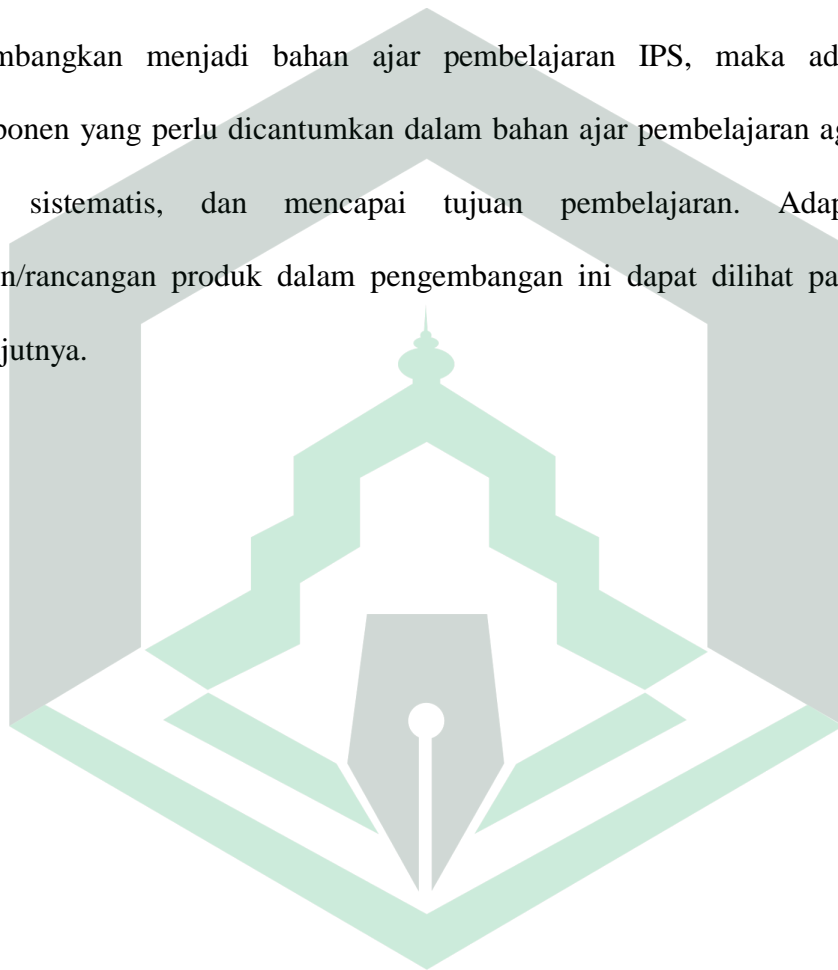 mbangkan menjadi bahan ajar pembelajaran IPS, maka ad
ponen yang perlu dicantumkan dalam bahan ajar pembelajaran ag
sistematis, dan mencapai tujuan pembelajaran. Adap
n/rancangan produk dalam pengembangan ini dapat dilihat pa
jutnya.